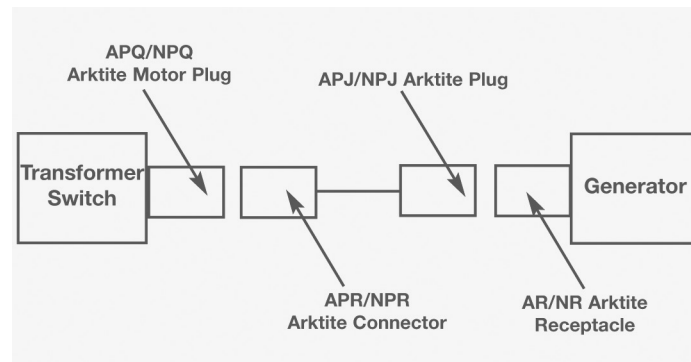 APQ/NPQ
Arktite Motor Plug
APJ/NPJ Arktite Plug
Transformer
Switch
Generator
APR/NPR
Arktite Connector
AR/NR Arktite
Receptacle